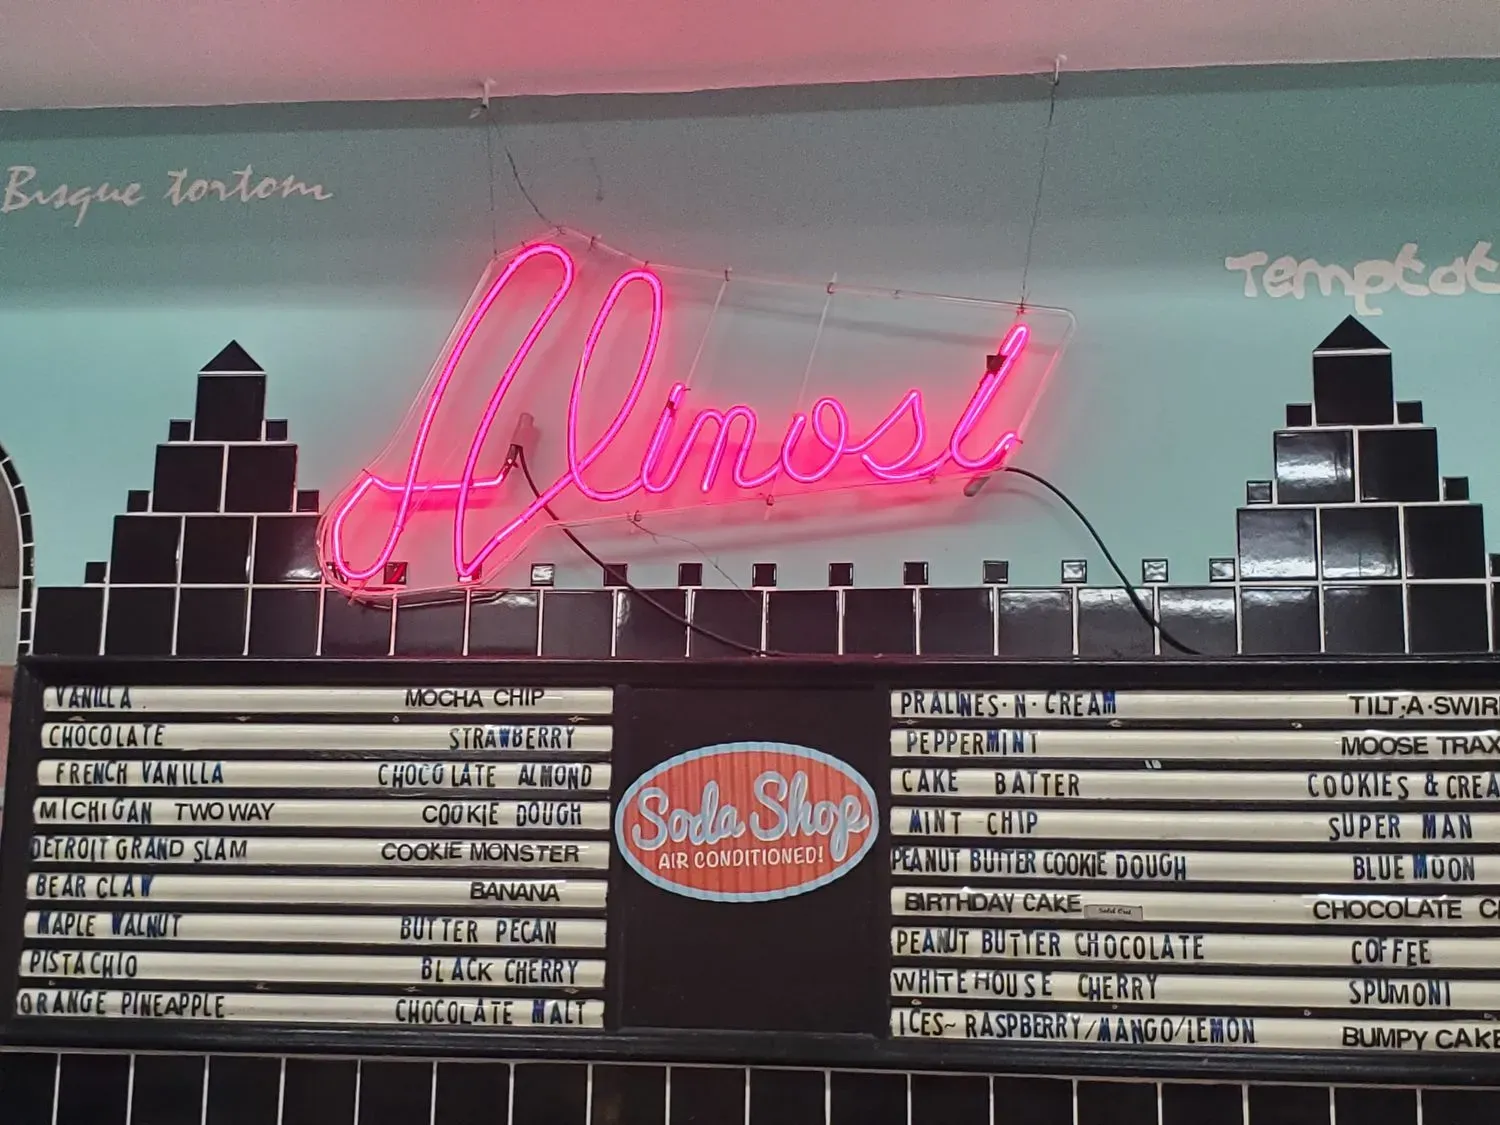 Bisque tortoni
Temptat
Almost
VANILLA MOCHA CHIP
CHOCOLATE STRAWBERRY
FRENCH VANILLA CHOCOLATE ALMOND
MICHIGAN TWO WAY COOKIE DOUGH
DETROIT GRAND SLAM COOKIE MONSTER
BEAR CLAW BANANA
MAPLE WALNUT BUTTER PECAN
PISTACHIO BLACK CHERRY
ORANGE PINEAPPLE CHOCOLATE MALT
Soda Shop
AIR CONDITIONED!
PRALINES·N·CREAM TILT·A·SWIR
PEPPERMINT MOOSE TRAX
CAKE BATTER COOKIES & CREA
MINT CHIP SUPER MAN
PEANUT BUTTER COOKIE DOUGH BLUE MOON
BIRTHDAY CAKE Sold Out CHOCOLATE C
PEANUT BUTTER CHOCOLATE COFFEE
WHITE HOUSE CHERRY SPUMONI
ICES~ RASPBERRY/MANGO/LEMON BUMPY CAKE